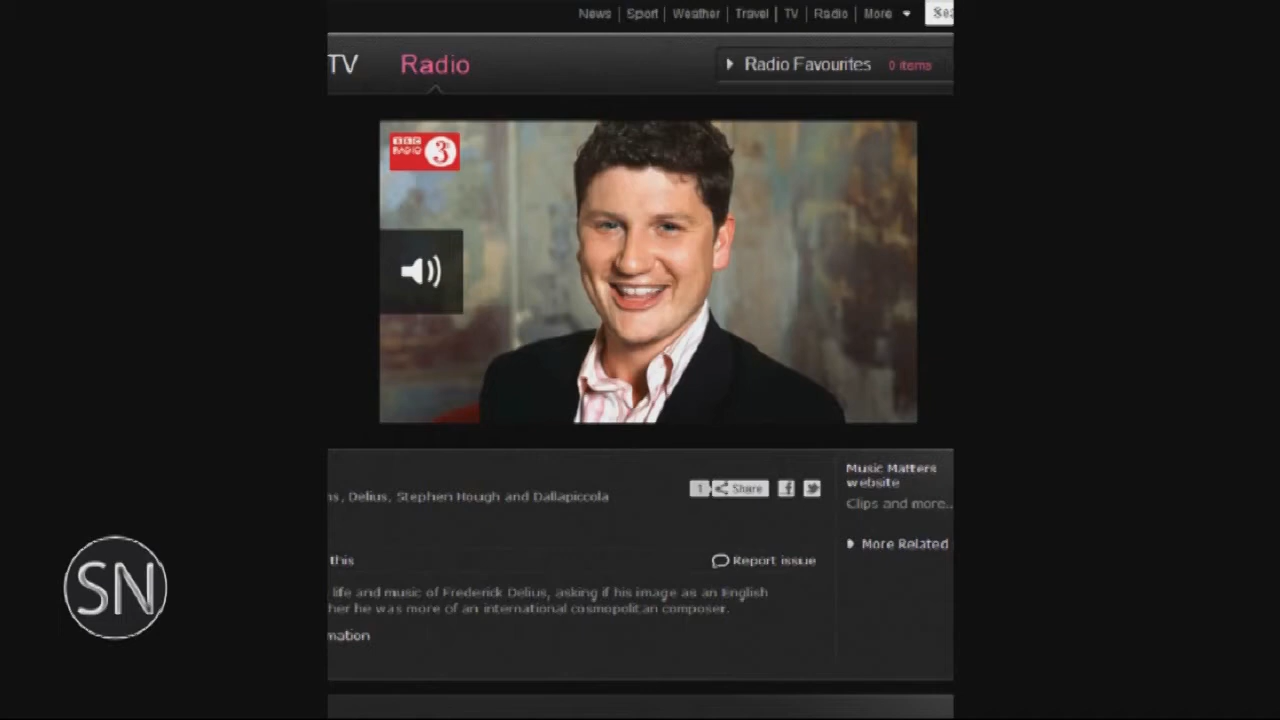 News | Sport | Weather | Travel | TV | Radio | More
TV Radio
Radio Favourites 0 items
BBC
RADIO 3
Music Matters
website
Delius, Stephen Hough and Dallapiccola
1 Share
Clips and more..
More Related
this
Report issue
life and music of Frederick Delius, asking if his image as an English
her he was more of an international cosmopolitan composer.
mation
SN